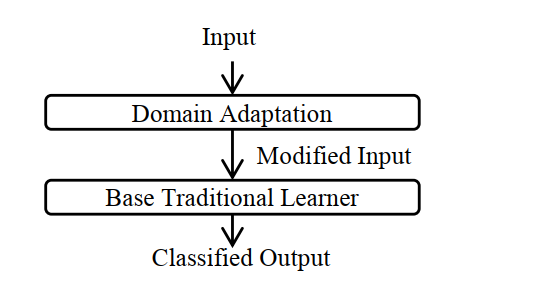 Input
Domain Adaptation
Modified Input
Base Traditional Learner
Classified Output